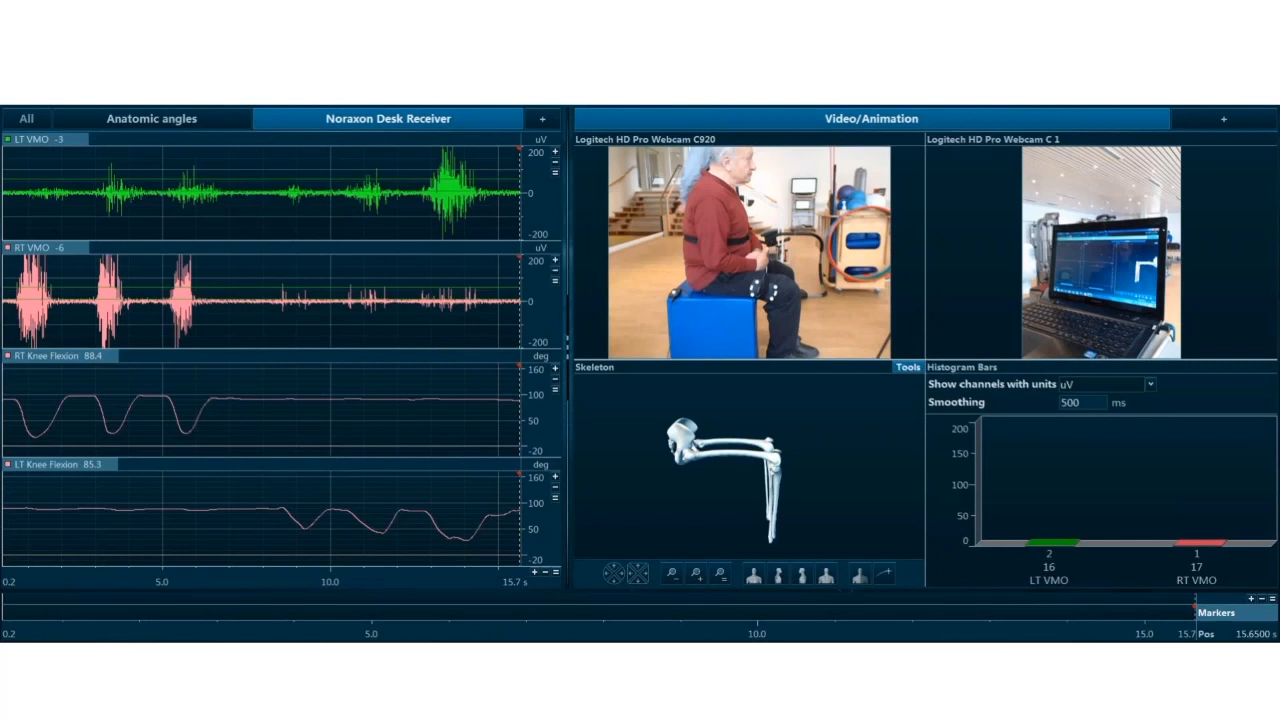 All
Anatomic angles
Noraxon Desk Receiver
+
Video/Animation
+
LT VMO -3
uV
200
0
-200
RT VMO -6
uV
200
0
-200
RT Knee Flexion 88.4
deg
160
100
50
-20
LT Knee Flexion 85.3
deg
160
100
50
-20
0.2 5.0 10.0 15.7 s
Logitech HD Pro Webcam C920
Logitech HD Pro Webcam C 1
Skeleton
Tools
Histogram Bars
Show channels with units uV
Smoothing 500 ms
200
150
100
50
0
2 1
16 17
LT VMO RT VMO
Markers
0.2 5.0 10.0 15.0 15.7 Pos 15.6500 s